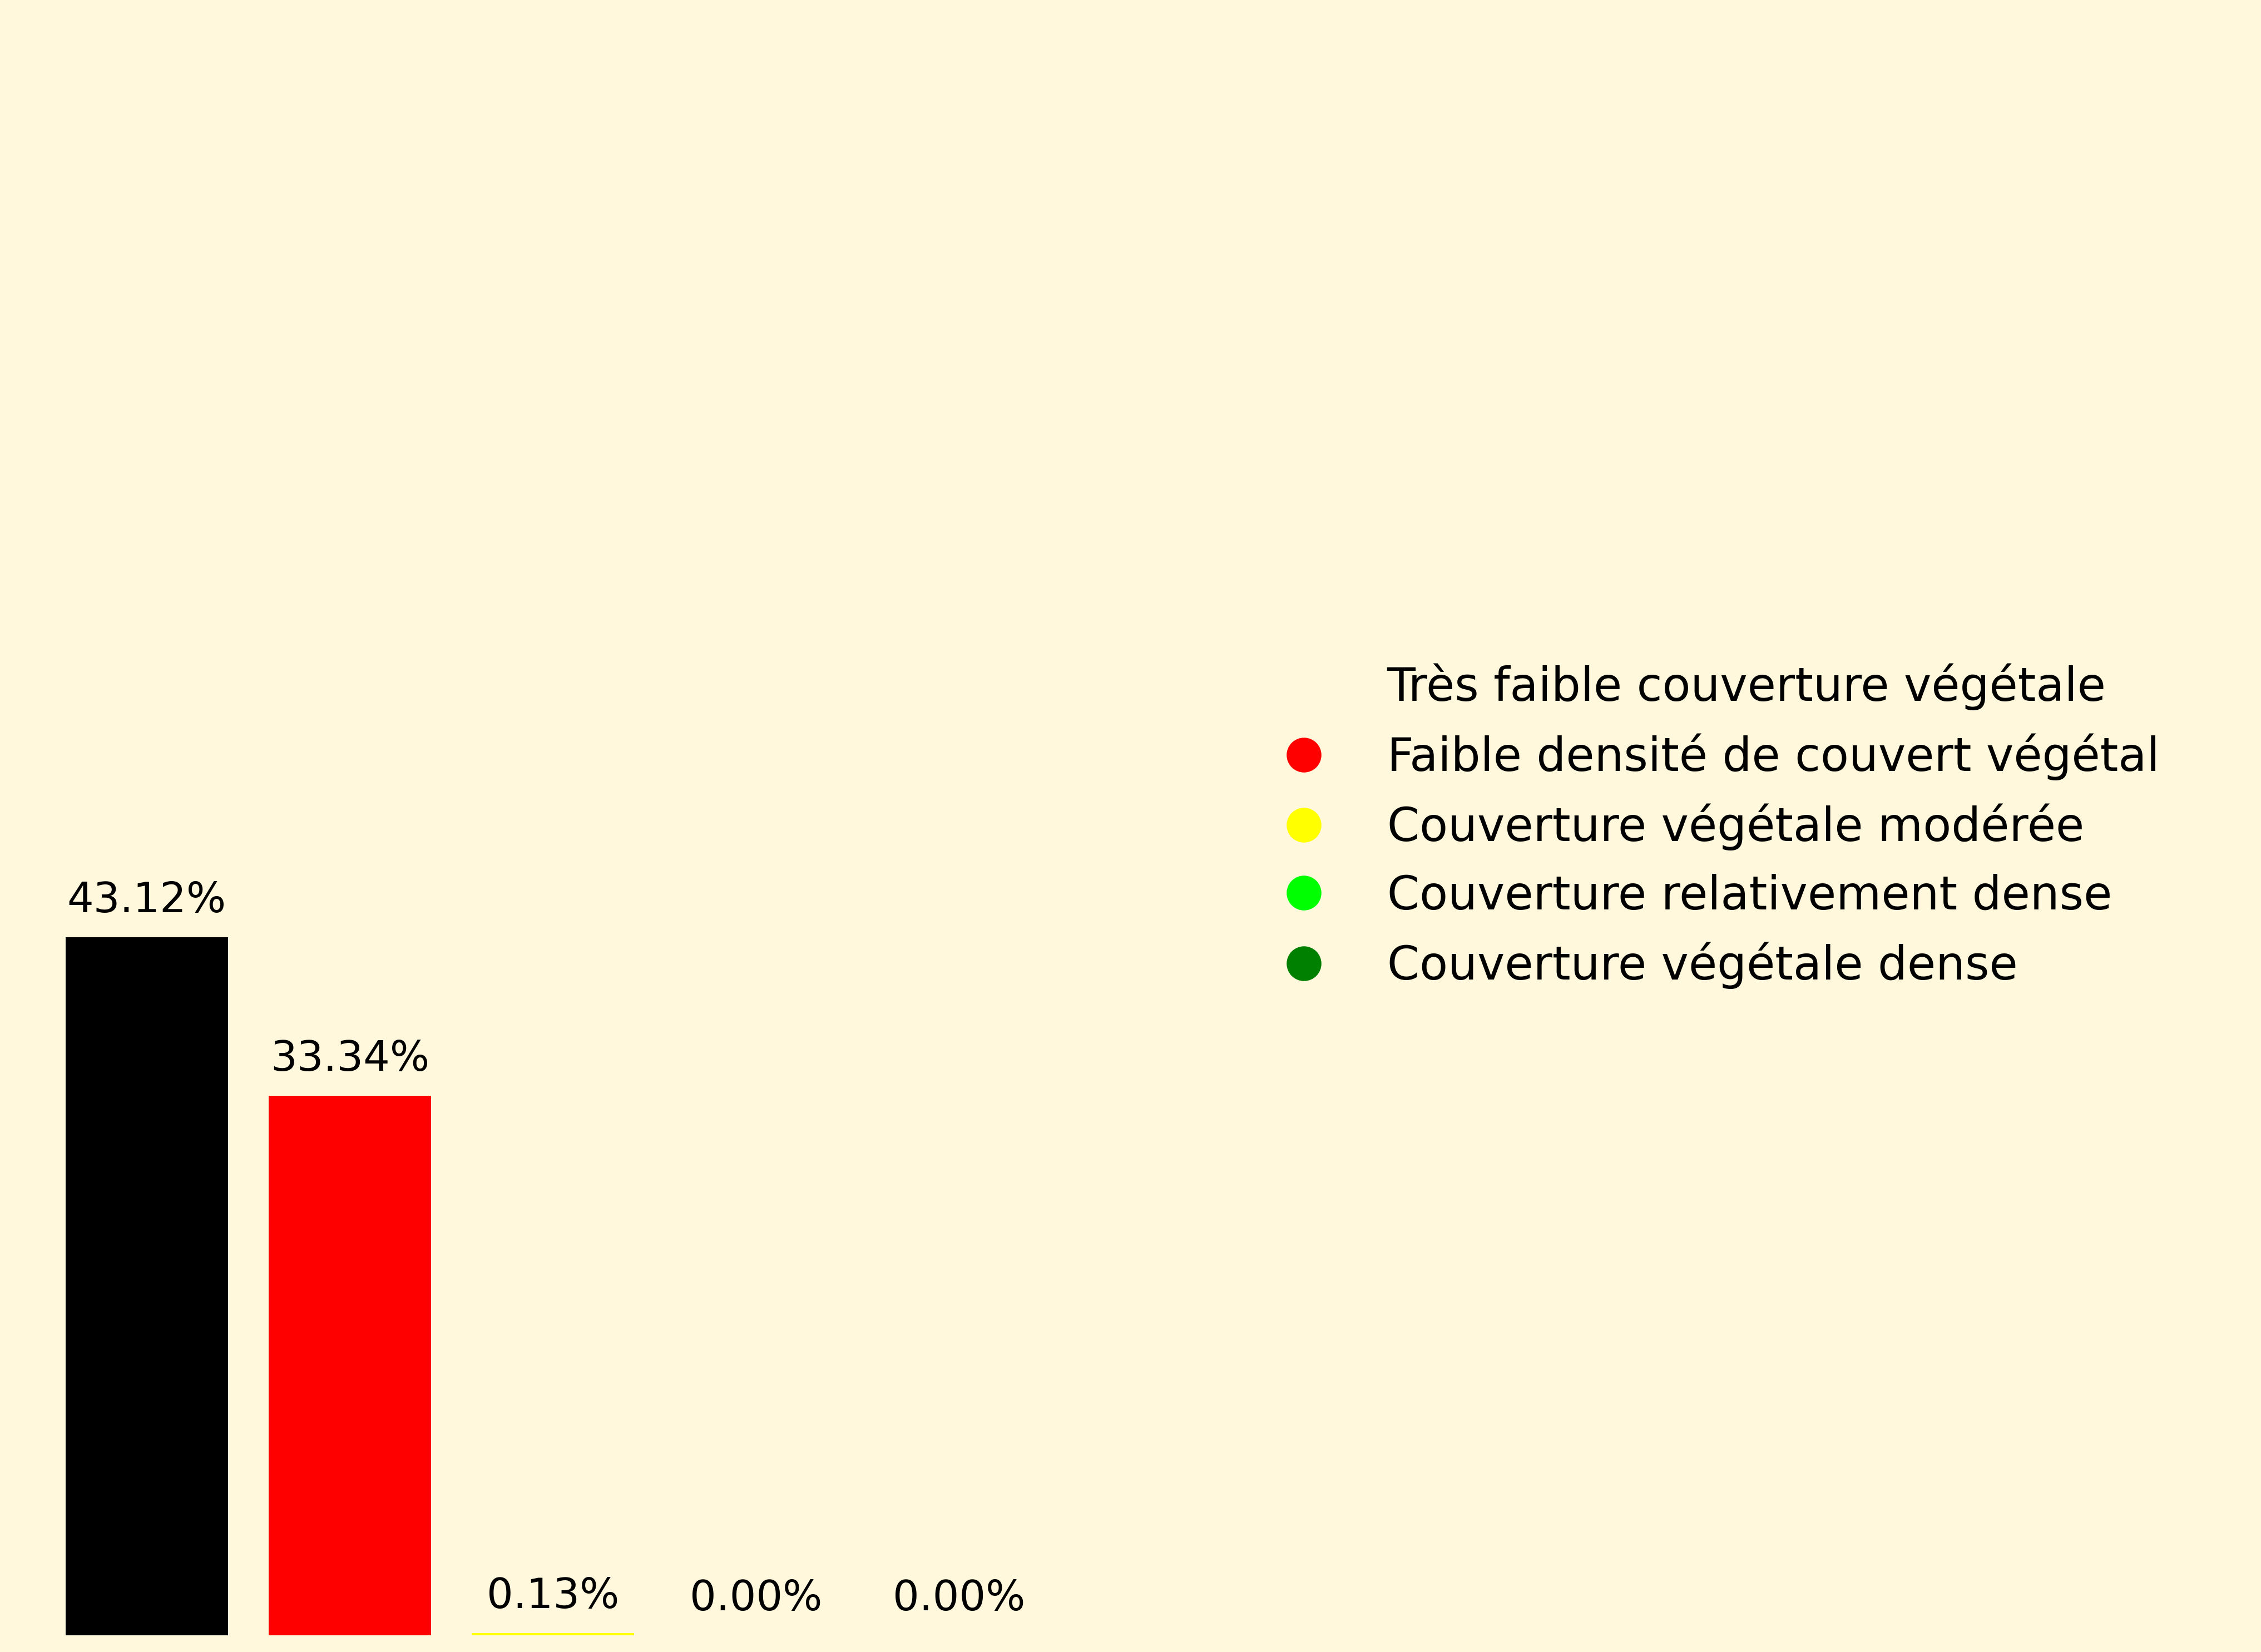 Très faible couverture végétale
Faible densité de couvert végétal
Couverture végétale modérée
Couverture relativement dense
Couverture végétale dense
43.12%
33.34%
0.13%
0.00%
0.00%